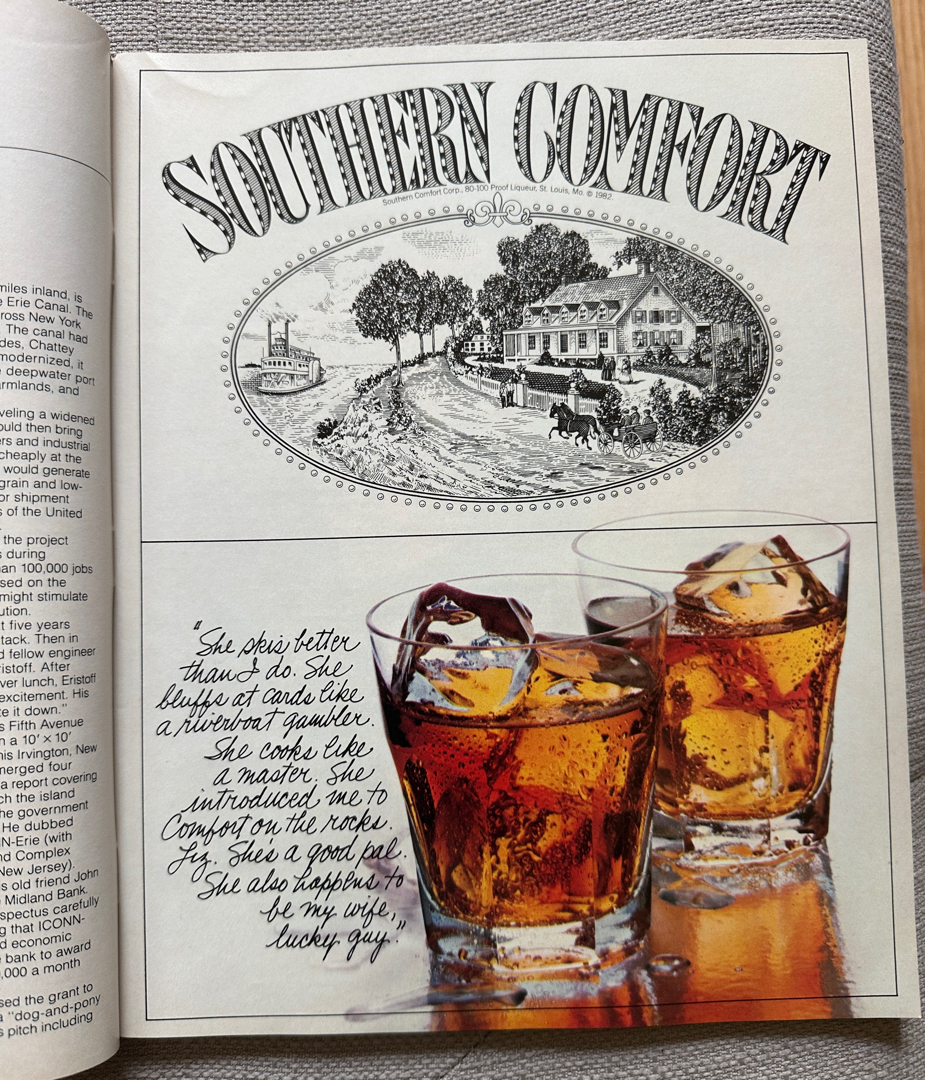 miles inland, is
e Erie Canal. The
ross New York
. The canal had
des, Chattey
modernized, it
e deepwater port
armlands, and
veling a widened
ould then bring
ers and industrial
cheaply at the
would generate
grain and low-
or shipment
s of the United
the project
s during
an 100,000 jobs
sed on the
might stimulate
ution.
t five years
tack. Then in
d fellow engineer
ristoff. After
ver lunch, Eristoff
excitement. His
te it down."
s Fifth Avenue
n a 10' × 10'
his Irvington, New
merged four
a report covering
ch the island
he government
He dubbed
N-Erie (with
nd Complex
New Jersey).
s old friend John
Midland Bank.
spectus carefully
g that ICONN-
d economic
bank to award
,000 a month
sed the grant to
a "dog-and-pony
s pitch including
SOUTHERN COMFORT
Southern Comfort Corp., 80-100 Proof Liqueur, St. Louis, Mo. © 1982.
"She skis better
than I do. She
bluffs at cards like
a riverboat gambler.
She cooks like
a master. She
introduced me to
Comfort on the rocks.
Liz. She's a good pal.
She also happens to
be my wife,
lucky guy."